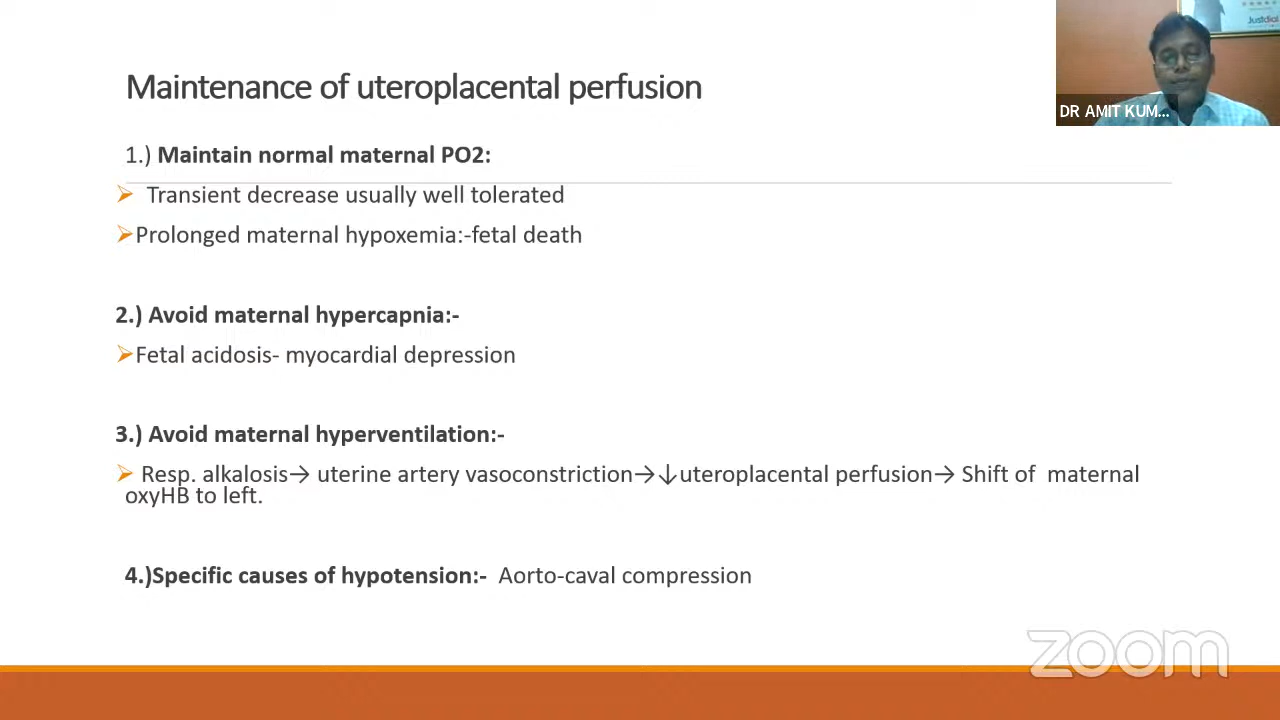 Justdial
DR AMIT KUM...
Maintenance of uteroplacental perfusion
1.) Maintain normal maternal PO2:
Transient decrease usually well tolerated
Prolonged maternal hypoxemia:-fetal death
2.) Avoid maternal hypercapnia:-
Fetal acidosis- myocardial depression
3.) Avoid maternal hyperventilation:-
Resp. alkalosis→ uterine artery vasoconstriction→↓uteroplacental perfusion→ Shift of maternal
oxyHB to left.
4.)Specific causes of hypotension:- Aorto-caval compression
zoom